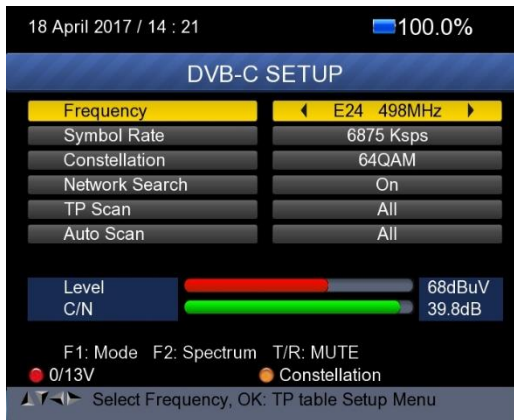 18 April 2017 / 14 : 21 100.0%
DVB-C SETUP
Frequency E24 498MHz
Symbol Rate 6875 Ksps
Constellation 64QAM
Network Search On
TP Scan All
Auto Scan All
Level 68dBuV
C/N 39.8dB
F1: Mode F2: Spectrum T/R: MUTE
0/13V Constellation
Select Frequency, OK: TP table Setup Menu